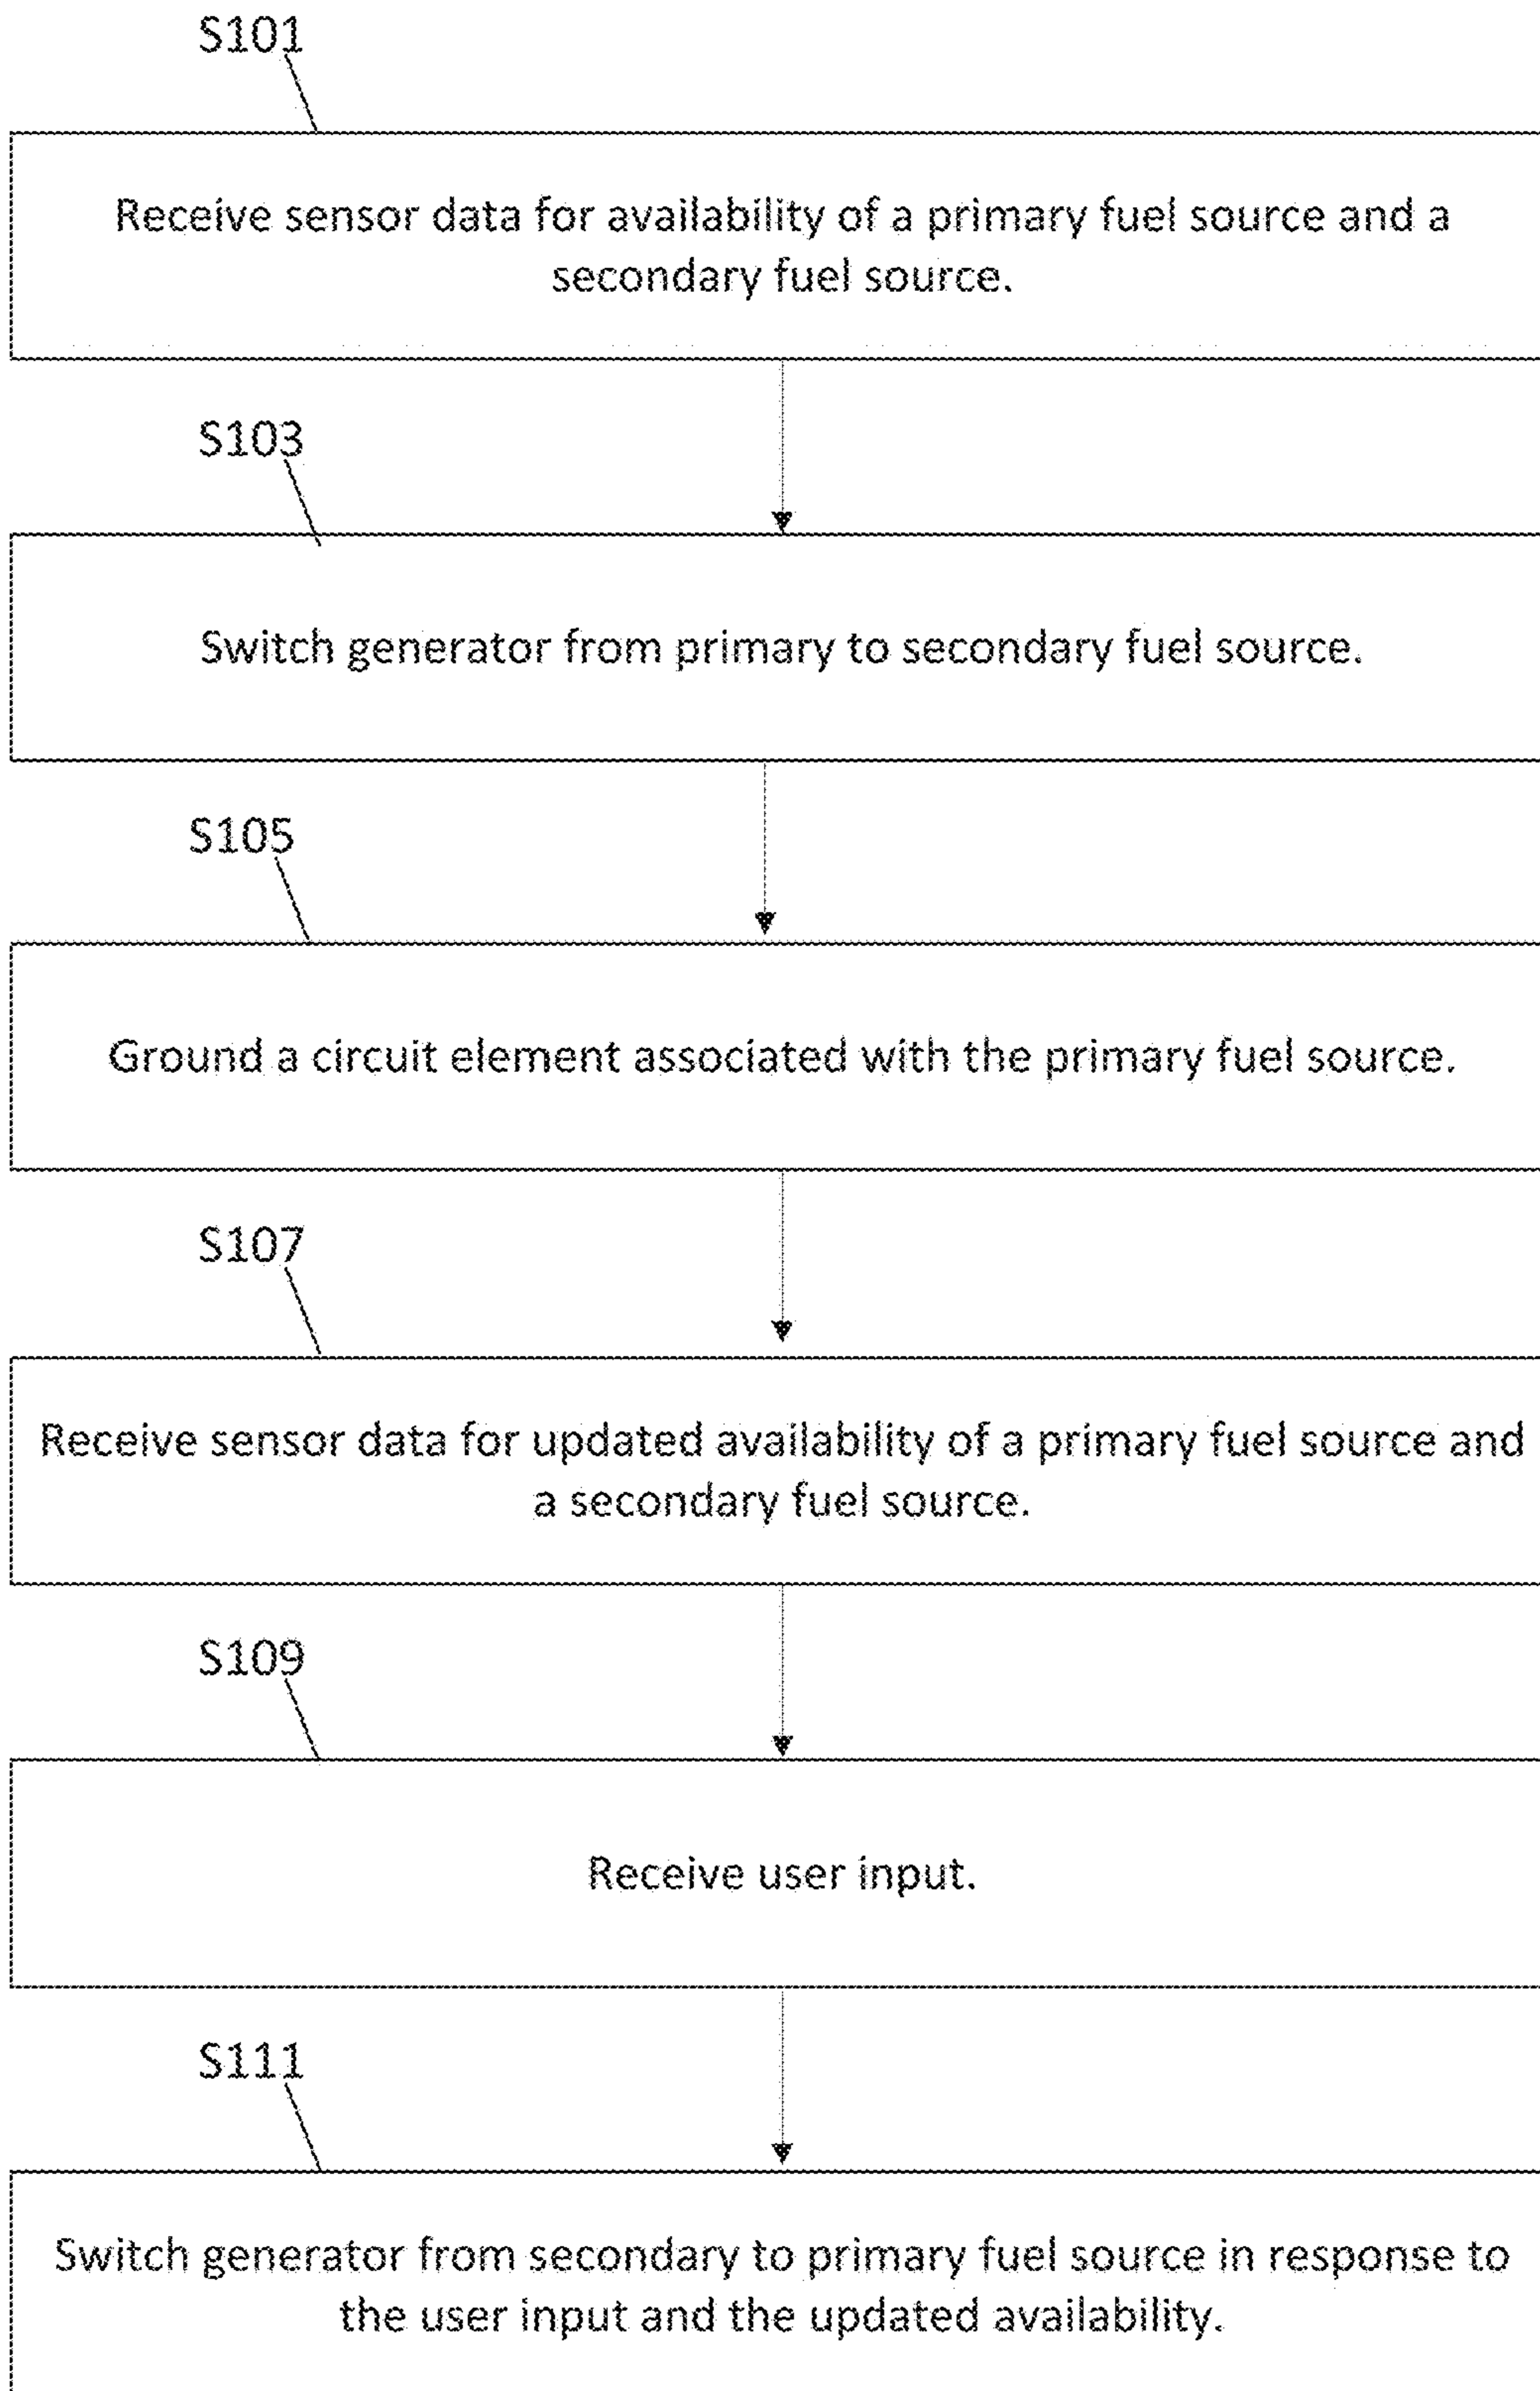 S101
Receive sensor data for availability of a primary fuel source and a
secondary fuel source.
S103
Switch generator from primary to secondary fuel source.
S105
Ground a circuit element associated with the primary fuel source.
S107
Receive sensor data for updated availability of a primary fuel source and
a secondary fuel source.
S109
Receive user input.
S111
Switch generator from secondary to primary fuel source in response to
the user input and the updated availability.